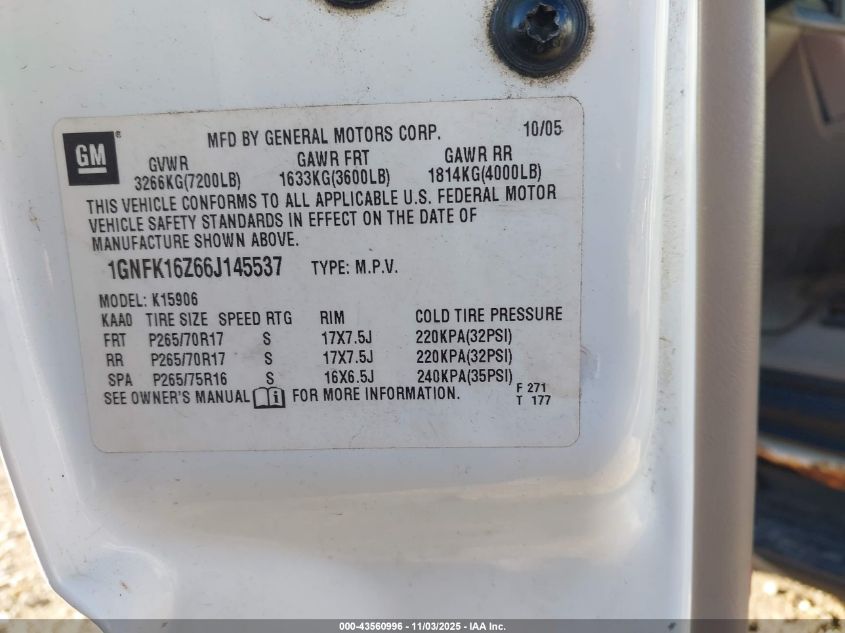 GM ® MFD BY GENERAL MOTORS CORP. 10/05
GVWR GAWR FRT GAWR RR
3266KG(7200LB) 1633KG(3600LB) 1814KG(4000LB)
THIS VEHICLE CONFORMS TO ALL APPLICABLE U.S. FEDERAL MOTOR
VEHICLE SAFETY STANDARDS IN EFFECT ON THE DATE OF
MANUFACTURE SHOWN ABOVE.
1GNFK16Z66J145537 TYPE: M.P.V.
MODEL: K15906
KAA0 TIRE SIZE SPEED RTG RIM COLD TIRE PRESSURE
FRT P265/70R17 S 17X7.5J 220KPA(32PSI)
RR P265/70R17 S 17X7.5J 220KPA(32PSI)
SPA P265/75R16 S 16X6.5J 240KPA(35PSI)
SEE OWNER'S MANUAL FOR MORE INFORMATION. F 271
T 177
000-43560996 - 11/03/2025 - IAA Inc.